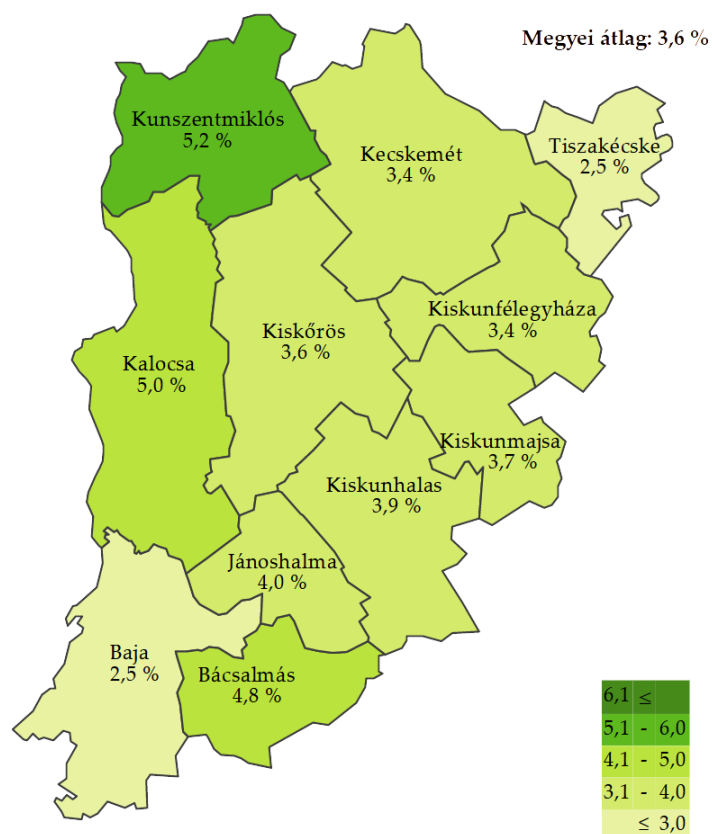 Megyei átlag: 3,6 %
Kunszentmiklós
5,2 %
Kecskemét
3,4 %
Tiszakécske
2,5 %
Kiskunfélegyháza
3,4 %
Kiskőrös
3,6 %
Kalocsa
5,0 %
Kiskunmajsa
3,7 %
Kiskunhalas
3,9 %
Jánoshalma
4,0 %
Baja
2,5 %
Bácsalmás
4,8 %
6,1 ≤
5,1 - 6,0
4,1 - 5,0
3,1 - 4,0
≤ 3,0